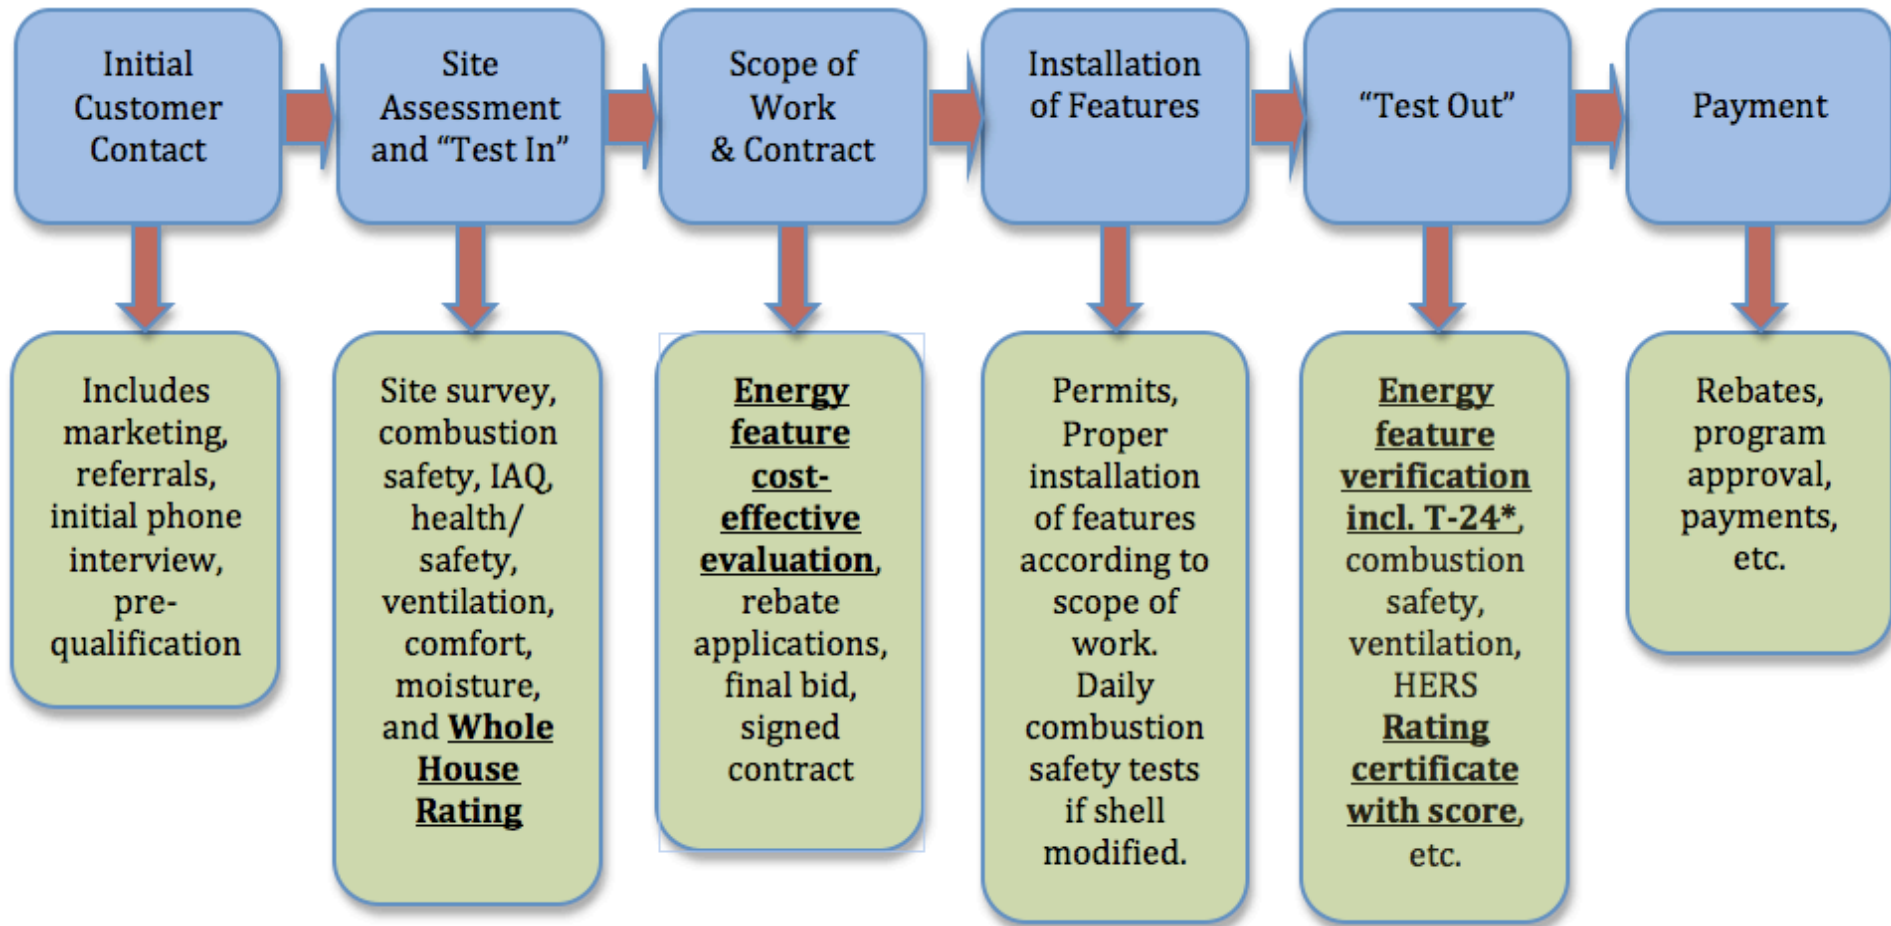 Initial
Customer
Contact
Site
Assessment
and “Test In”
Scope of
Work
& Contract
Installation
of Features
“Test Out”
Payment
Includes
marketing,
referrals,
initial phone
interview,
pre-
qualification
Site survey,
combustion
safety, IAQ,
health/
safety,
ventilation,
comfort,
moisture,
and Whole
House
Rating
Energy
feature
cost-
effective
evaluation,
rebate
applications,
final bid,
signed
contract
Permits,
Proper
installation
of features
according to
scope of
work.
Daily
combustion
safety tests
if shell
modified.
Energy
feature
verification
incl. T-24*,
combustion
safety,
ventilation,
HERS
Rating
certificate
with score,
etc.
Rebates,
program
approval,
payments,
etc.